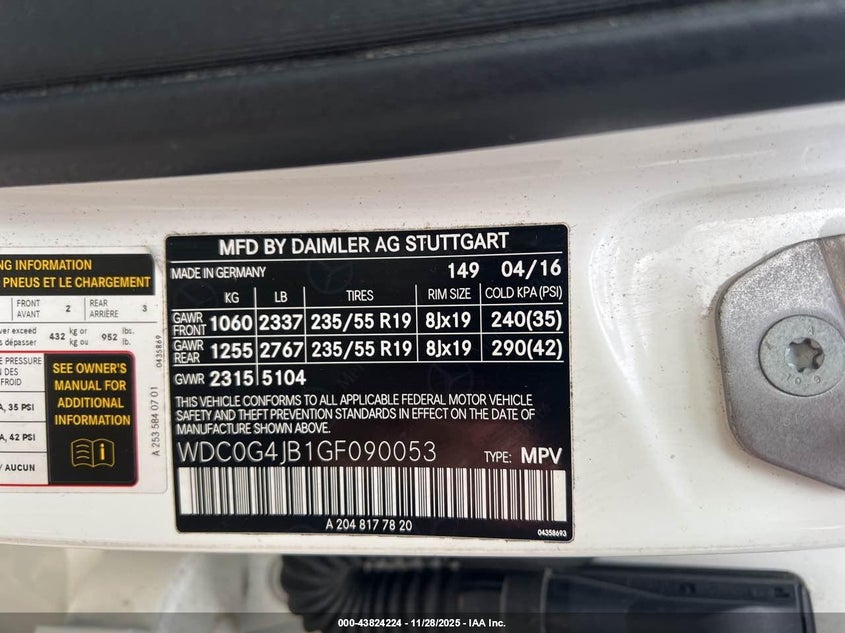 NG INFORMATION
PNEUS ET LE CHARGEMENT
FRONT AVANT 2 REAR ARRIÈRE 3
ver exceed 432 kg or 952 lbs.
s dépasser kg ou lb.
E PRESSURE
N DES
FROID
A, 35 PSI
A, 42 PSI
/ AUCUN
SEE OWNER'S
MANUAL FOR
ADDITIONAL
INFORMATION
A 253 584 07 01
0435869
MFD BY DAIMLER AG STUTTGART
MADE IN GERMANY 149 04/16
KG LB TIRES RIM SIZE COLD KPA (PSI)
GAWR FRONT 1060 2337 235/55 R19 8Jx19 240(35)
GAWR REAR 1255 2767 235/55 R19 8Jx19 290(42)
GVWR 2315 5104
THIS VEHICLE CONFORMS TO ALL APPLICABLE FEDERAL MOTOR VEHICLE
SAFETY AND THEFT PREVENTION STANDARDS IN EFFECT ON THE DATE OF
MANUFACTURE SHOWN ABOVE.
WDC0G4JB1GF090053 TYPE: MPV
A 204 817 78 20
04358693
000-43824224 - 11/28/2025 - IAA Inc.